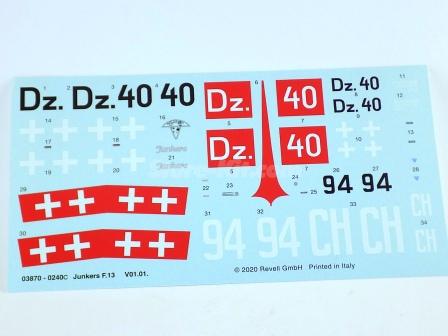 Dz. Dz. 40 40
Dz. 40
Dz. 40
Dz. 40
Dz. 40
Junkers
Junkers
94 94
94 94 CH CH
CH
CH
03870 - 0240C Junkers F.13 V01.01.
© 2020 Revell GmbH Printed in Italy